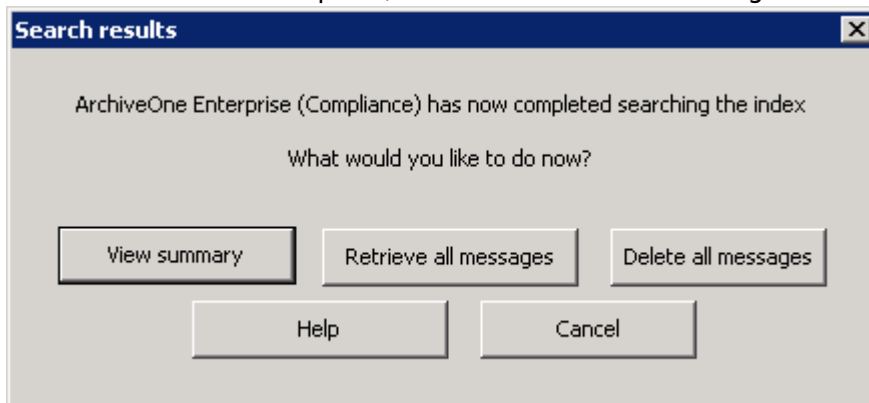 Search results
ArchiveOne Enterprise (Compliance) has now completed searching the index
What would you like to do now?
View summary Retrieve all messages Delete all messages
Help Cancel